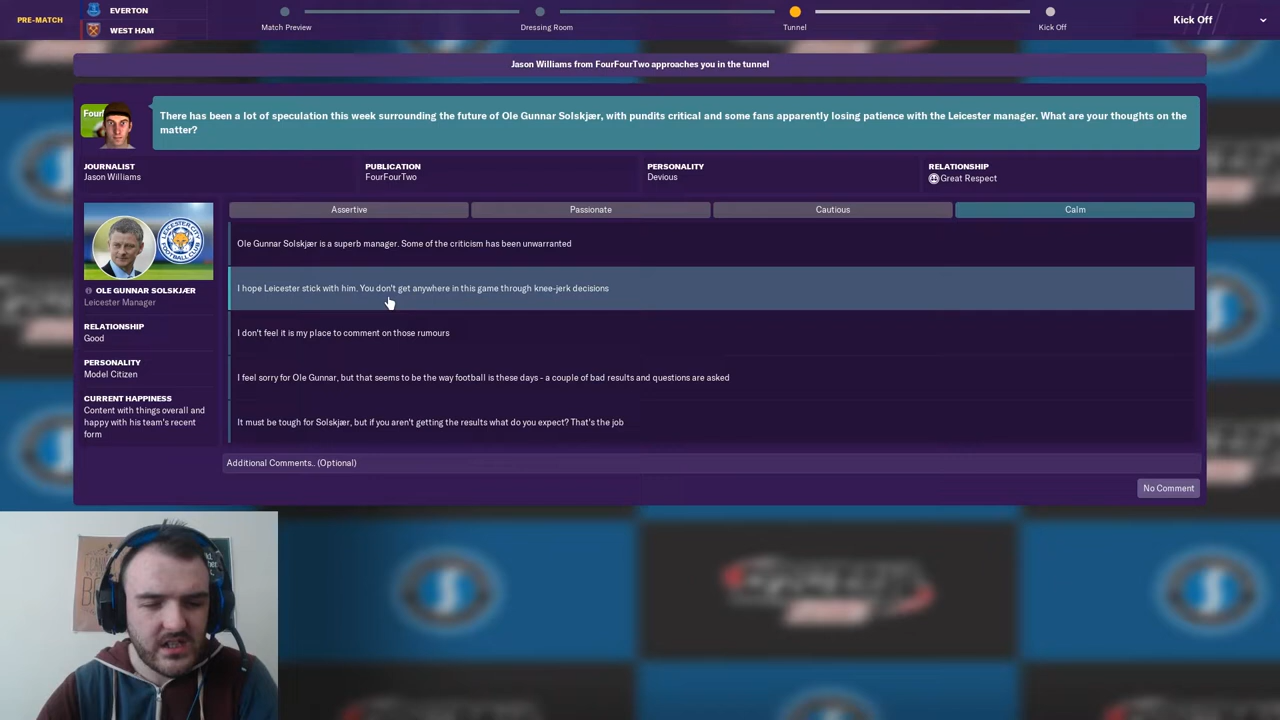 PRE-MATCH
EVERTON
WEST HAM
Match Preview
Dressing Room
Tunnel
Kick Off
Kick Off
Jason Williams from FourFourTwo approaches you in the tunnel
There has been a lot of speculation this week surrounding the future of Ole Gunnar Solskjær, with pundits critical and some fans apparently losing patience with the Leicester manager. What are your thoughts on the
matter?
JOURNALIST
Jason Williams
PUBLICATION
FourFourTwo
PERSONALITY
Devious
RELATIONSHIP
Great Respect
Assertive
Passionate
Cautious
Calm
Ole Gunnar Solskjær is a superb manager. Some of the criticism has been unwarranted
I hope Leicester stick with him. You don't get anywhere in this game through knee-jerk decisions
I don't feel it is my place to comment on those rumours
I feel sorry for Ole Gunnar, but that seems to be the way football is these days - a couple of bad results and questions are asked
It must be tough for Solskjær, but if you aren't getting the results what do you expect? That's the job
OLE GUNNAR SOLSKJÆR
Leicester Manager
RELATIONSHIP
Good
PERSONALITY
Model Citizen
CURRENT HAPPINESS
Content with things overall and
happy with his team's recent
form
Additional Comments.. (Optional)
No Comment